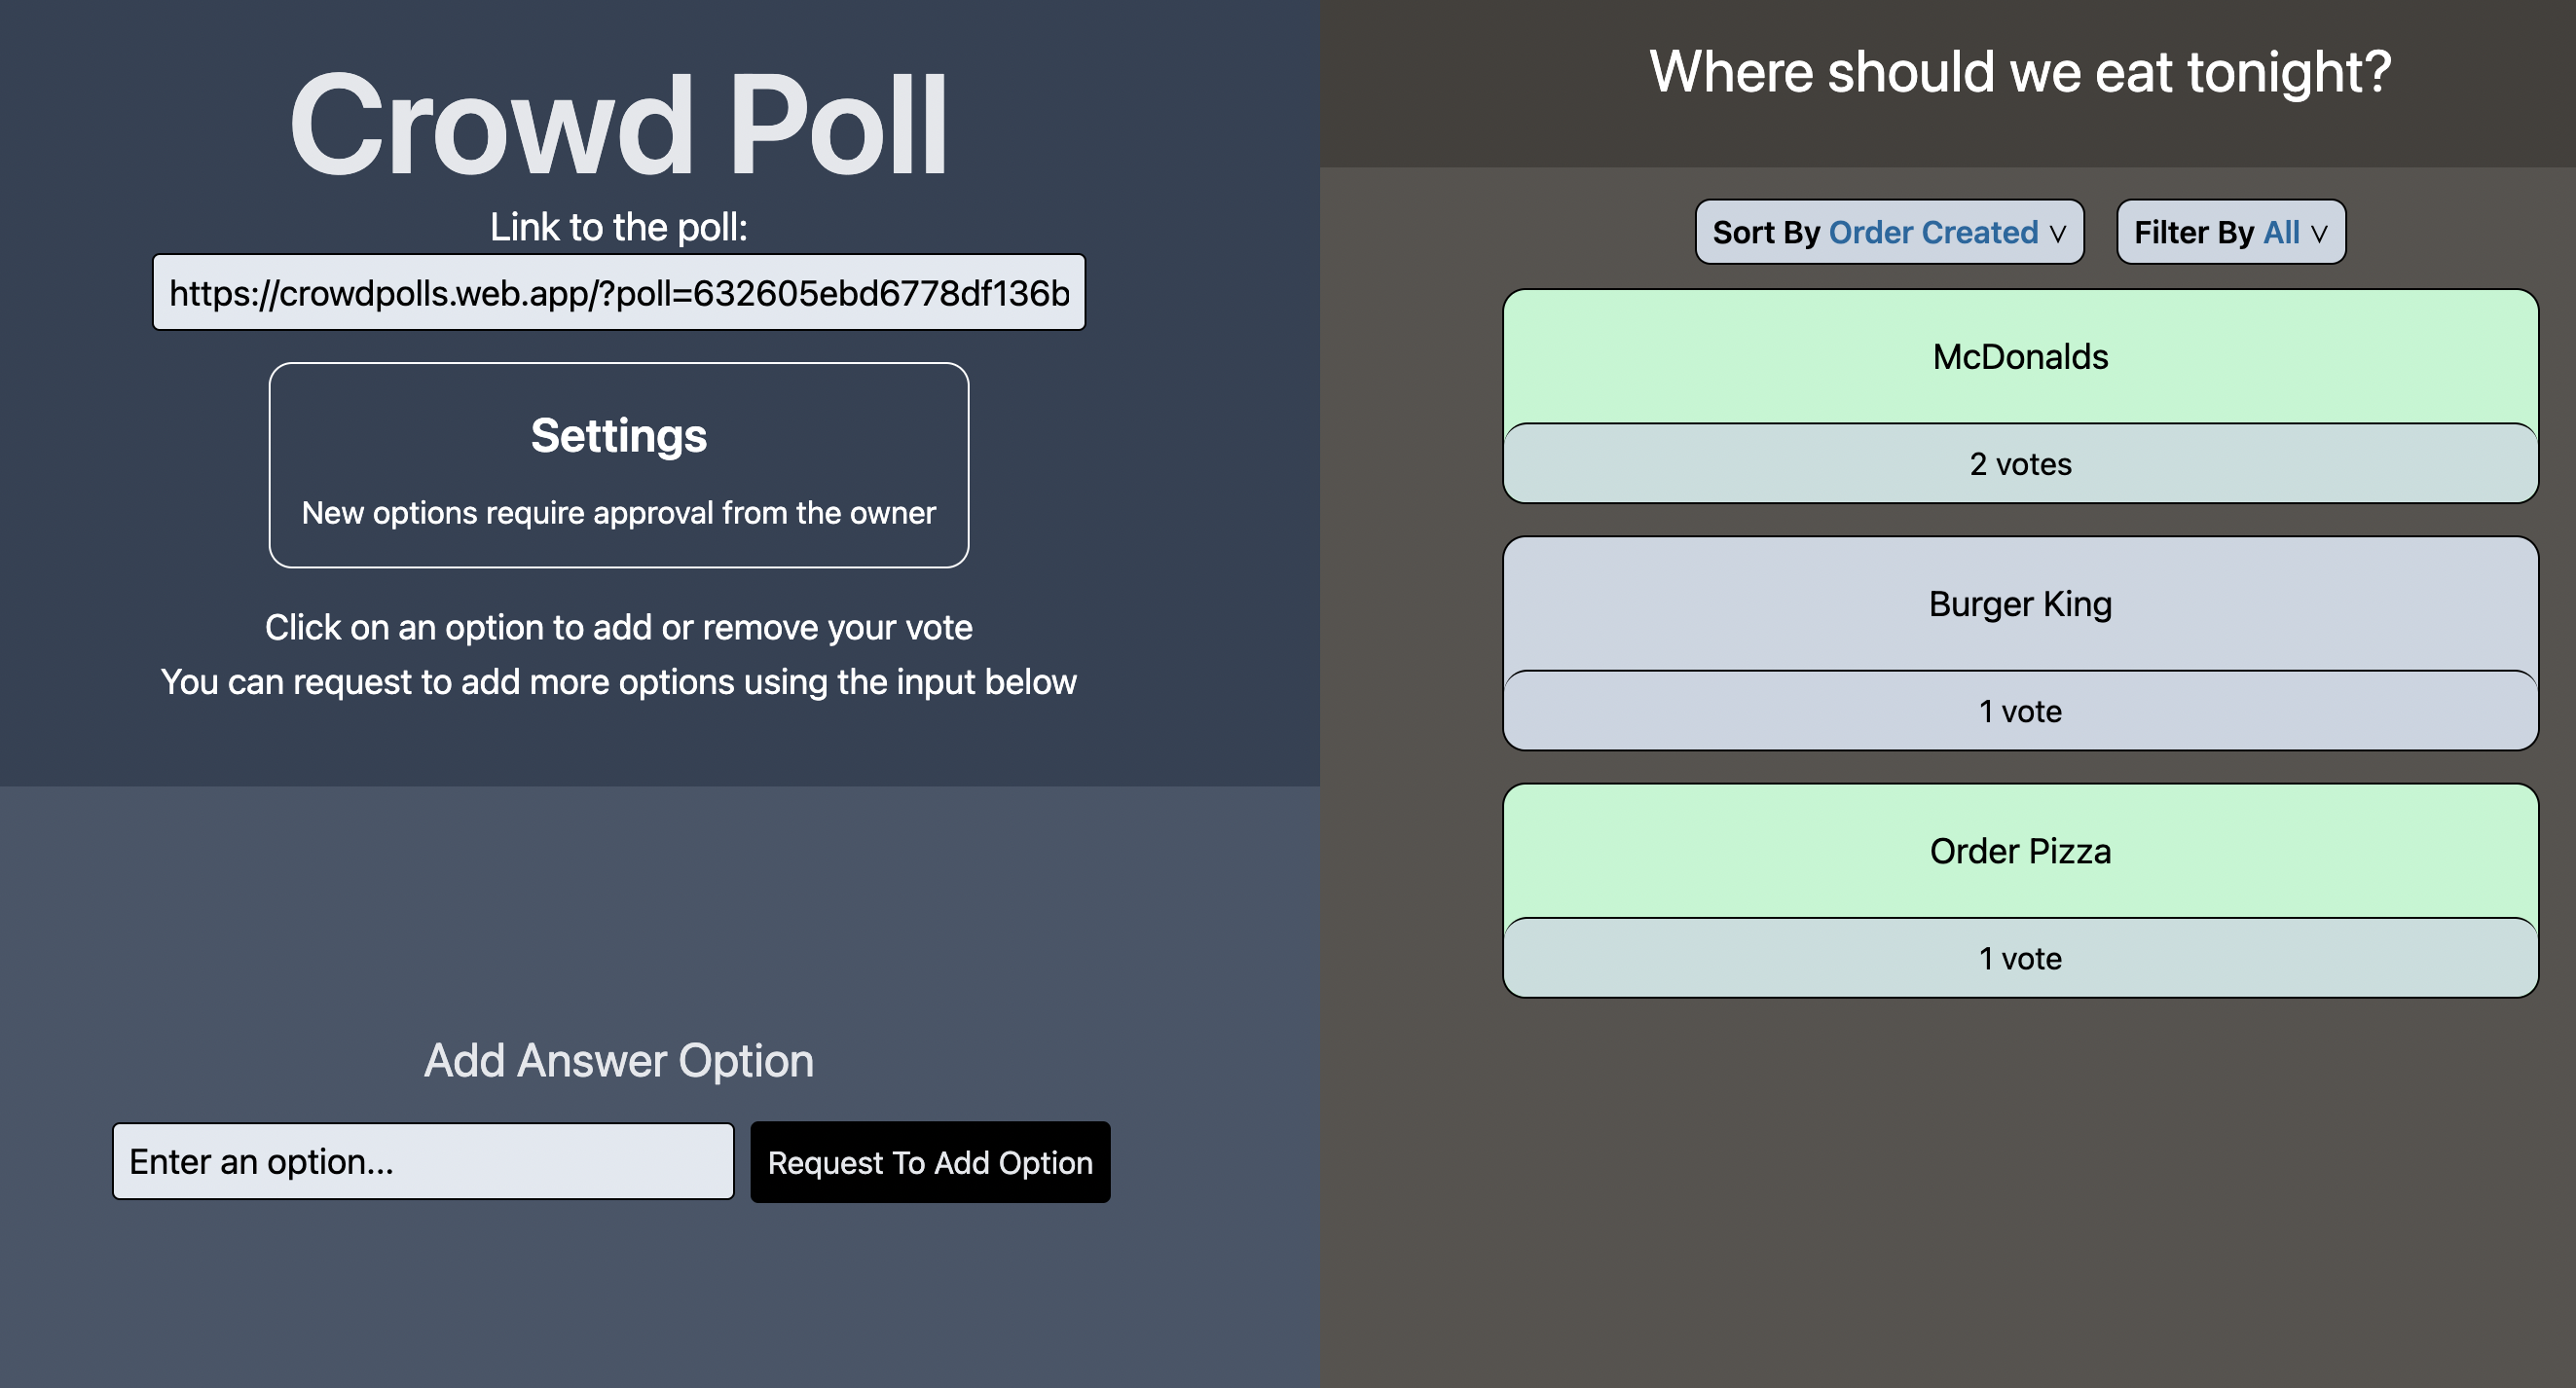 Crowd Poll
Link to the poll:
https://crowdpolls.web.app/?poll=632605ebd6778df136b
Settings
New options require approval from the owner
Click on an option to add or remove your vote
You can request to add more options using the input below
Add Answer Option
Enter an option...
Request To Add Option
Where should we eat tonight?
Sort By Order Created V
Filter By All V
McDonalds
2 votes
Burger King
1 vote
Order Pizza
1 vote